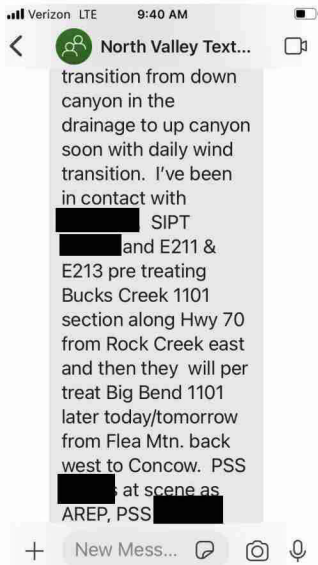 Verizon LTE 9:40 AM
North Valley Text...
transition from down
canyon in the
drainage to up canyon
soon with daily wind
transition. I've been
in contact with
SIPT
and E211 &
E213 pre treating
Bucks Creek 1101
section along Hwy 70
from Rock Creek east
and then they will per
treat Big Bend 1101
later today/tomorrow
from Flea Mtn. back
west to Concow. PSS
s at scene as
AREP, PSS
New Mess...